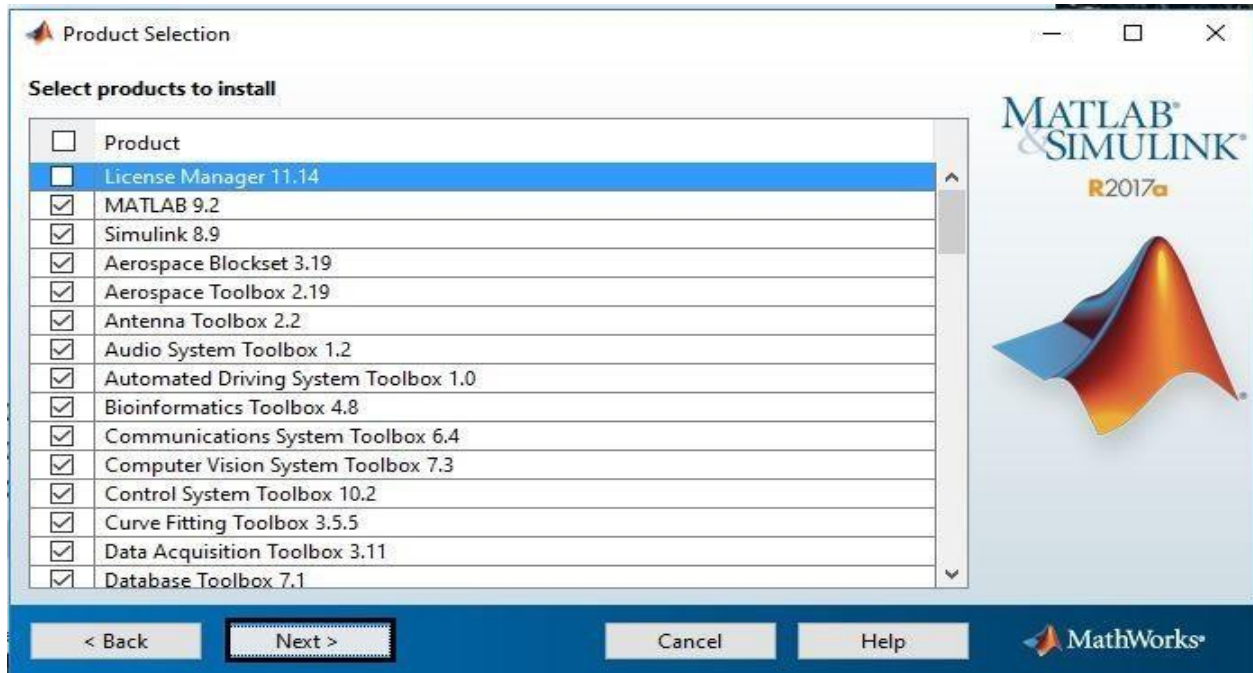 Product Selection
Select products to install
Product
License Manager 11.14
MATLAB 9.2
Simulink 8.9
Aerospace Blockset 3.19
Aerospace Toolbox 2.19
Antenna Toolbox 2.2
Audio System Toolbox 1.2
Automated Driving System Toolbox 1.0
Bioinformatics Toolbox 4.8
Communications System Toolbox 6.4
Computer Vision System Toolbox 7.3
Control System Toolbox 10.2
Curve Fitting Toolbox 3.5.5
Data Acquisition Toolbox 3.11
Database Toolbox 7.1
MATLAB®
&SIMULINK®
R2017a
®
< Back
Next >
Cancel
Help
MathWorks®